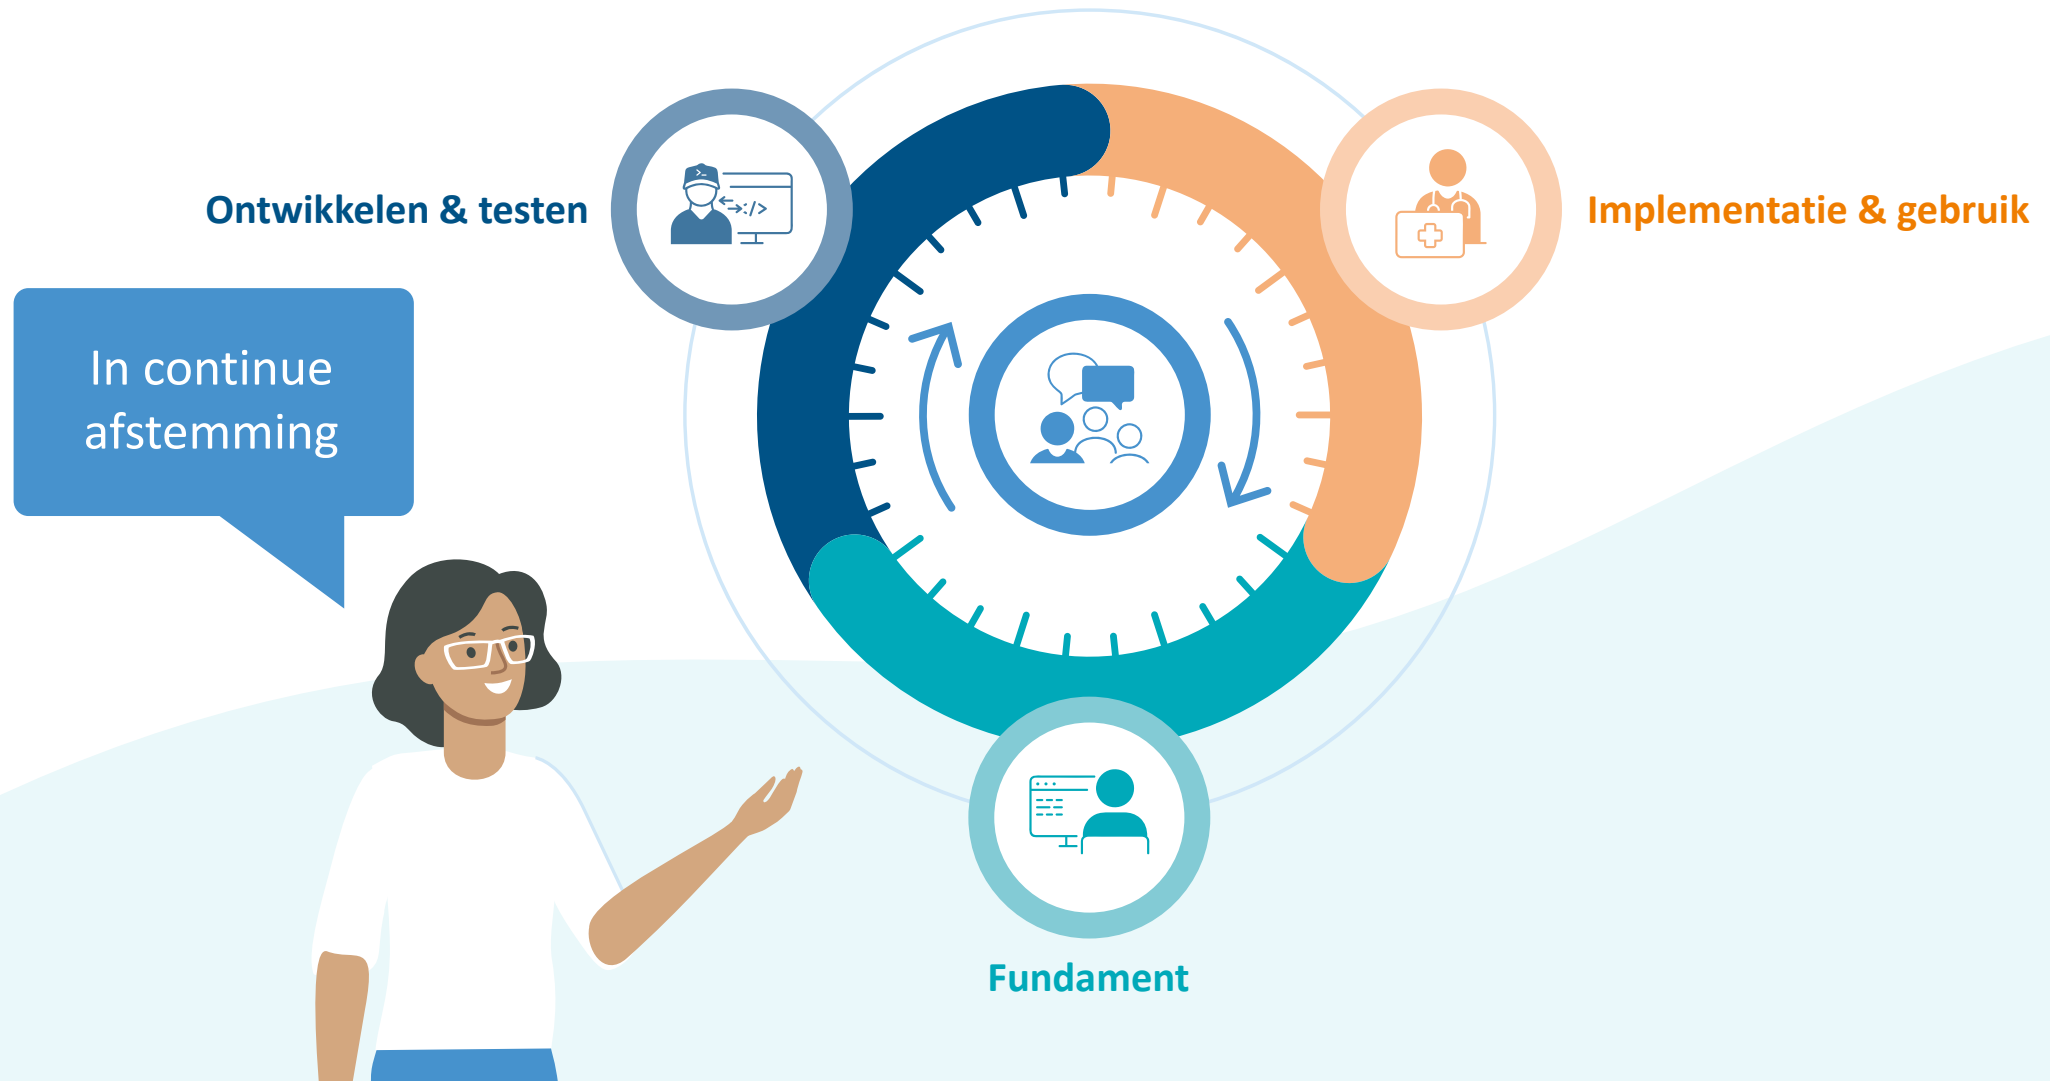 Ontwikkelen & testen
Implementatie & gebruik
In continue
afstemming
>_
</>
Fundament